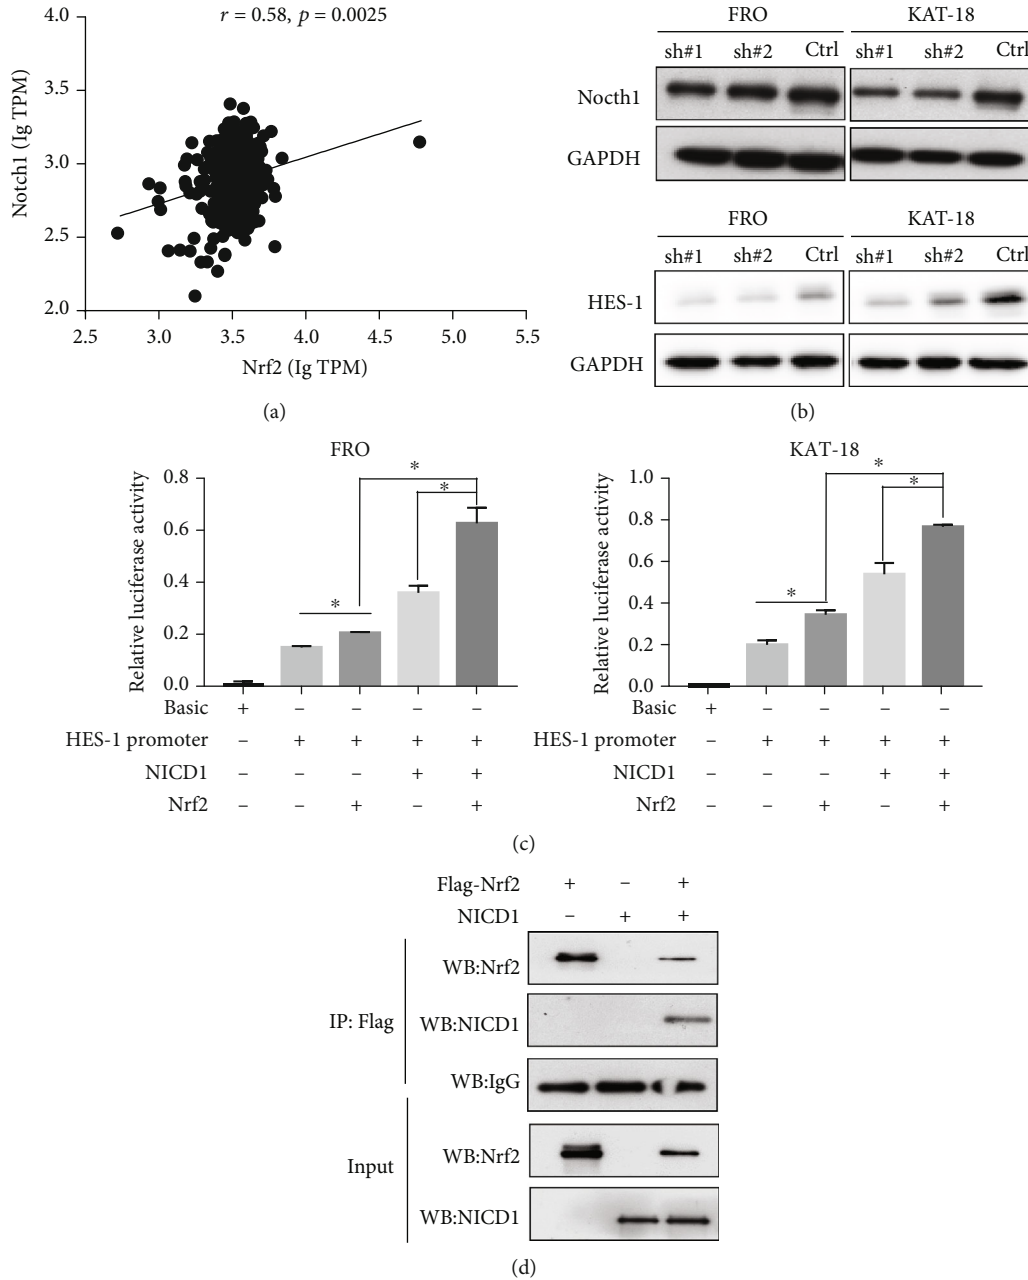 r = 0.58, p = 0.0025
4.0
3.5
3.0
2.5
2.0
Notch1 (lg TPM)
2.5 3.0 3.5 4.0 4.5 5.0 5.5
Nrf2 (lg TPM)
(a)
FRO KAT-18
sh#1 sh#2 Ctrl sh#1 sh#2 Ctrl
Nocth1
GAPDH
FRO KAT-18
sh#1 sh#2 Ctrl sh#1 sh#2 Ctrl
HES-1
GAPDH
(b)
FRO
Relative luciferase activity
0.8
0.6
0.4
0.2
0.0
* * *
Basic + – – – –
HES-1 promoter – + + + +
NICD1 – – – + +
Nrf2 – – + – +
KAT-18
Relative luciferase activity
1.0
0.8
0.6
0.4
0.2
0.0
* * *
Basic + – – – –
HES-1 promoter – + + + +
NICD1 – – – + +
Nrf2 – – + – +
(c)
Flag-Nrf2 + – +
NICD1 – + +
IP: Flag
WB:Nrf2
WB:NICD1
WB:IgG
Input
WB:Nrf2
WB:NICD1
(d)